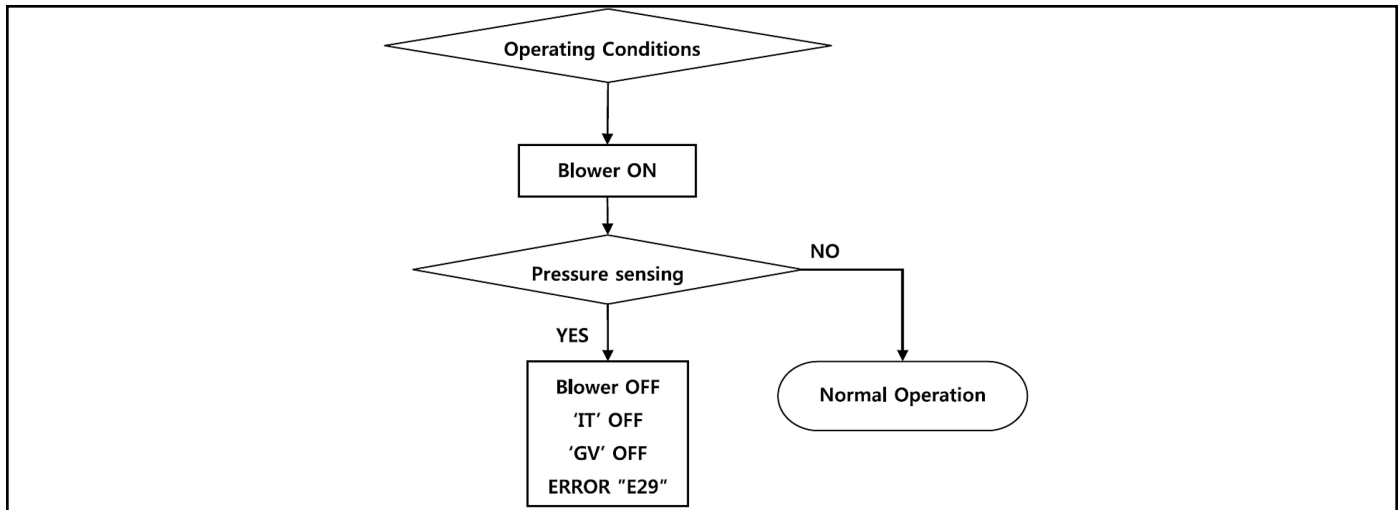 Operating Conditions
Blower ON
Pressure sensing
NO
YES
Blower OFF
‘IT’ OFF
‘GV’ OFF
ERROR "E29"
Normal Operation